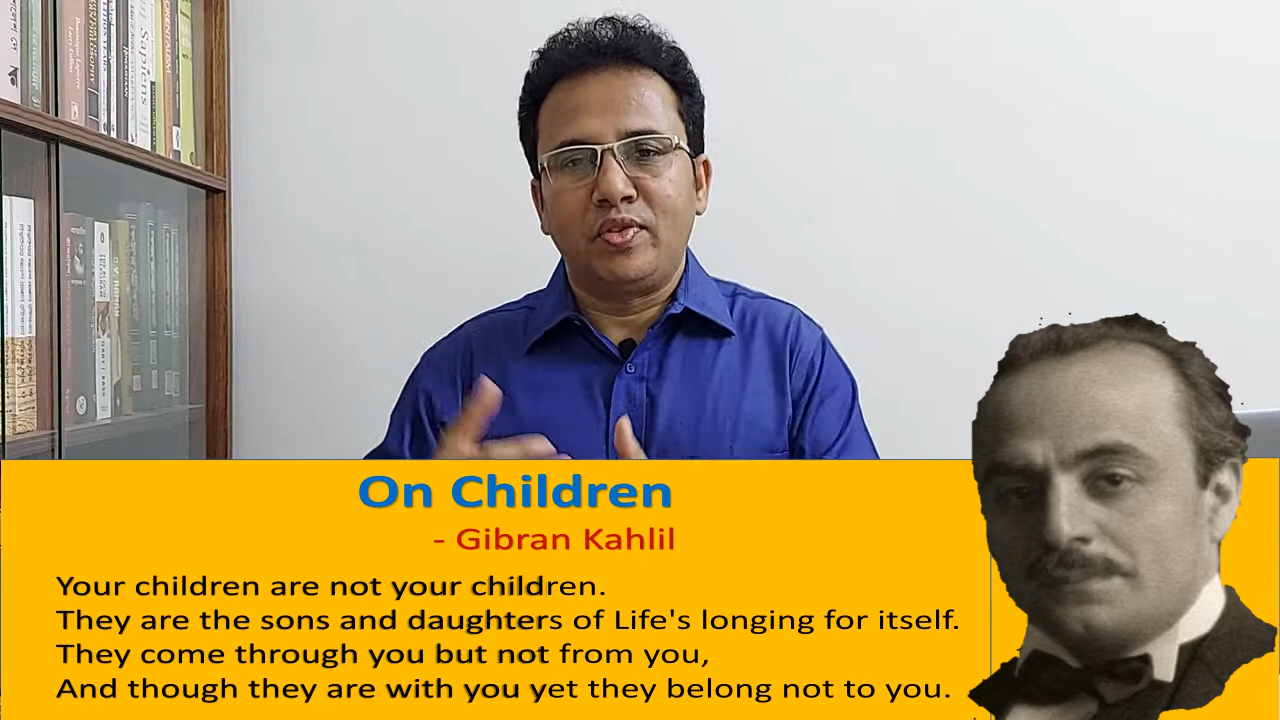 Sapiens
On Children
- Gibran Kahlil
Your children are not your children.
They are the sons and daughters of Life's longing for itself.
They come through you but not from you,
And though they are with you yet they belong not to you.